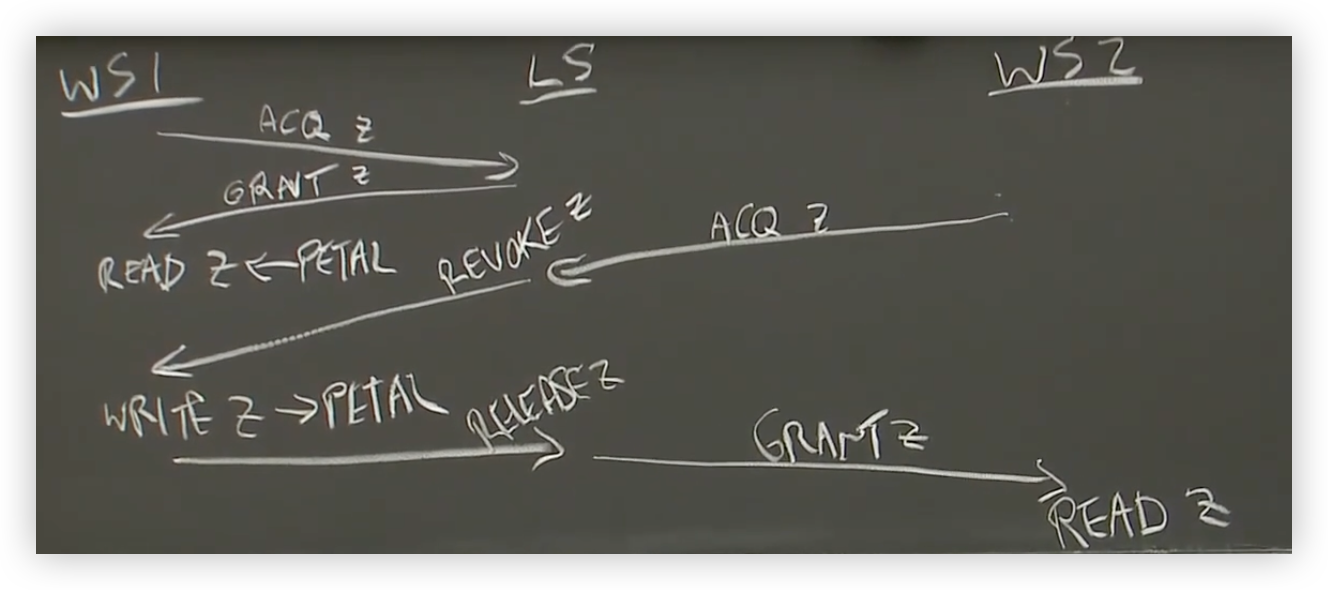 WS1 LS WS2
ACQ Z
GRANT Z
REVOKE Z
ACQ Z
READ Z ← PETAL
WRITE Z → PETAL
RELEASE Z
GRANT Z
READ Z